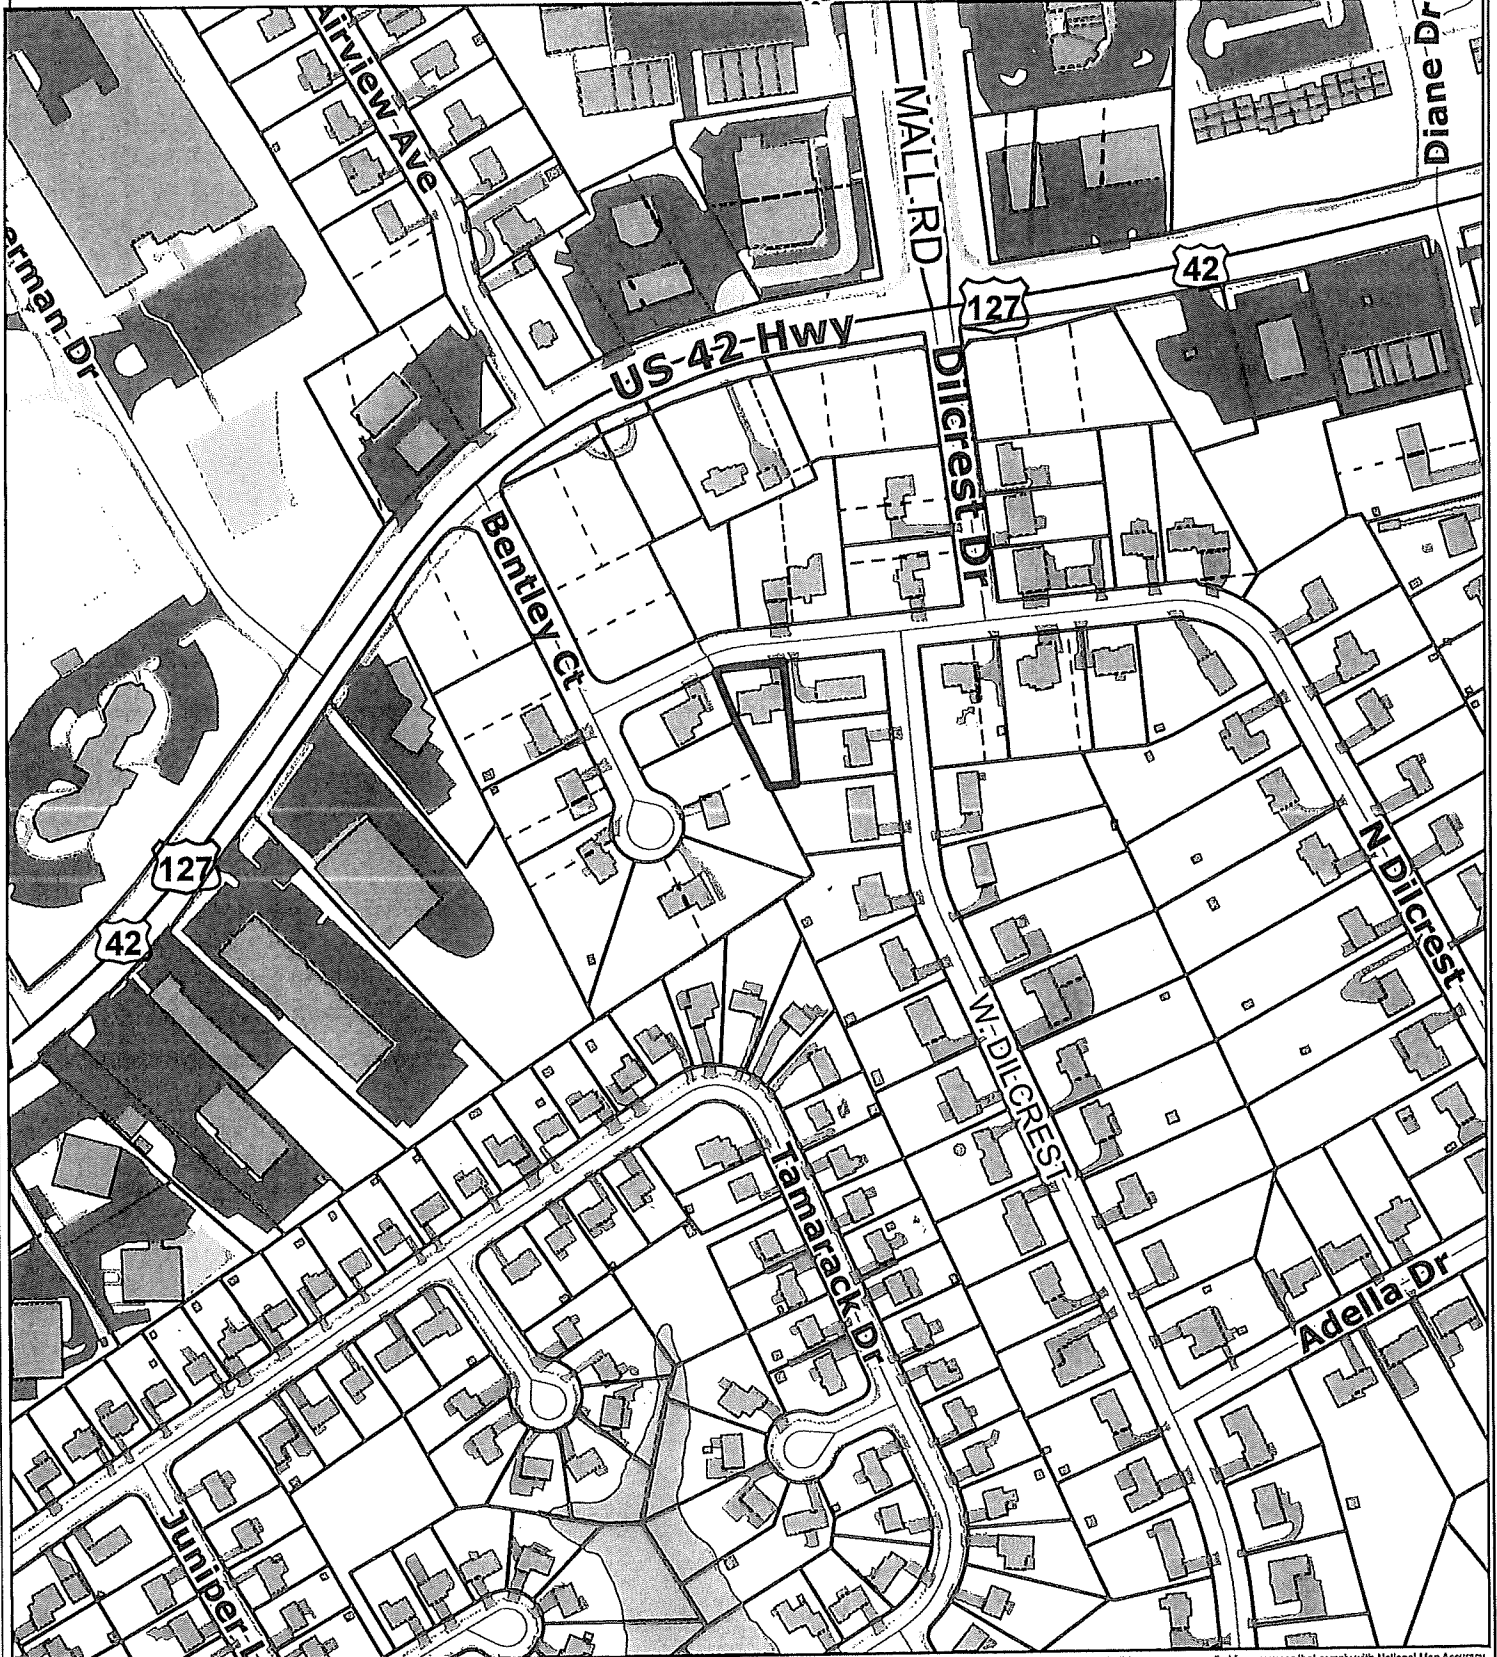 airview Ave
Diane Dr
MALL RD
erman Dr
42
127
US 42 Hwy
Dilcrest Dr
Bentley Ct
127
42
N Dilcrest
W. DILCREST
Tamarack Dr
Adella Dr
Juniper